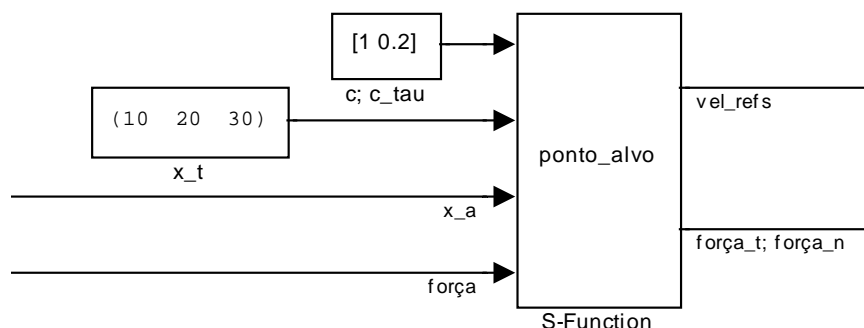 [1 0.2]
c; c_tau
(10 20 30)
x_t
x_a
força
ponto_alvo
S-Function
vel_refs
força_t; força_n